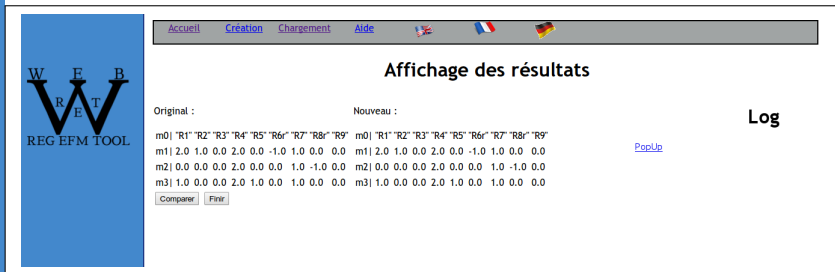 Accueil Création Chargement Aide
W E B
R E T
REG EFM TOOL
Affichage des résultats
Original : Nouveau :
Log
m0| "R1" "R2" "R3" "R4" "R5" "R6r" "R7" "R8r" "R9" m0| "R1" "R2" "R3" "R4" "R5" "R6r" "R7" "R8r" "R9"
m1| 2.0 1.0 0.0 2.0 0.0 -1.0 1.0 0.0 0.0 m1| 2.0 1.0 0.0 2.0 0.0 -1.0 1.0 0.0 0.0
PopUp
m2| 0.0 0.0 0.0 2.0 0.0 0.0 1.0 -1.0 0.0 m2| 0.0 0.0 0.0 2.0 0.0 0.0 1.0 -1.0 0.0
m3| 1.0 0.0 0.0 2.0 1.0 0.0 1.0 0.0 0.0 m3| 1.0 0.0 0.0 2.0 1.0 0.0 1.0 0.0 0.0
Comparer Finir